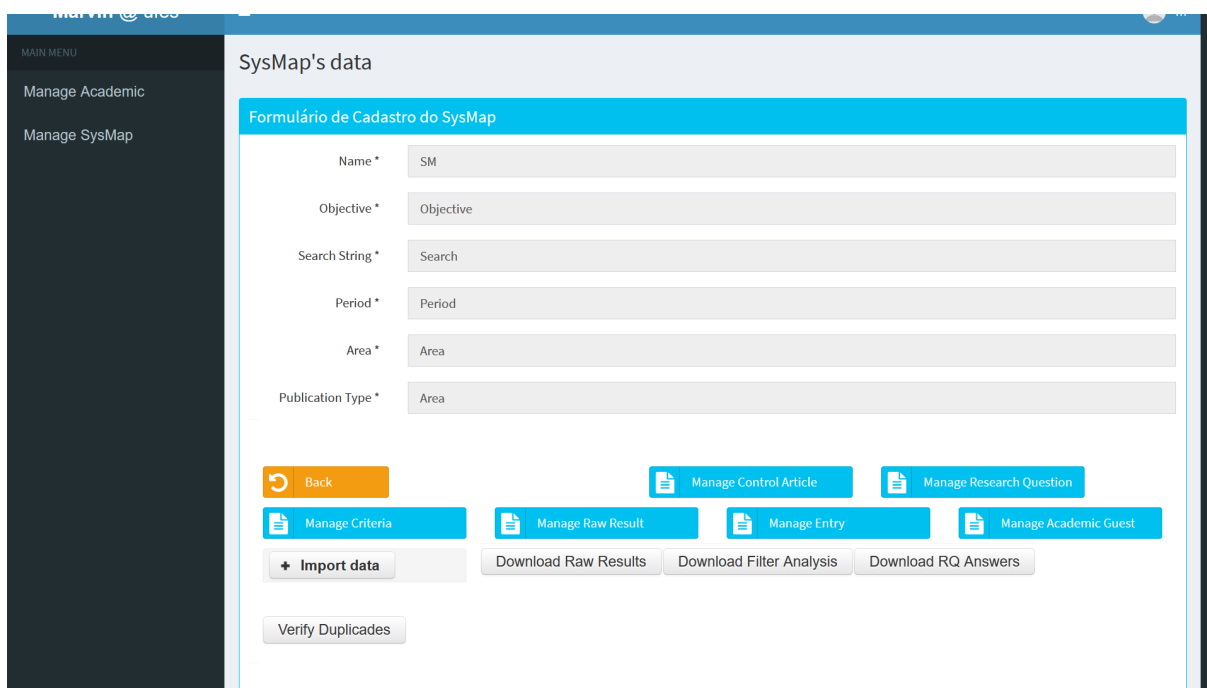 Marvin @ ufes
MAIN MENU
Manage Academic
Manage SysMap
SysMap's data
Formulário de Cadastro do SysMap
Name * SM
Objective * Objective
Search String * Search
Period * Period
Area * Area
Publication Type * Area
Back Manage Control Article Manage Research Question
Manage Criteria Manage Raw Result Manage Entry Manage Academic Guest
+ Import data Download Raw Results Download Filter Analysis Download RQ Answers
Verify Duplicades